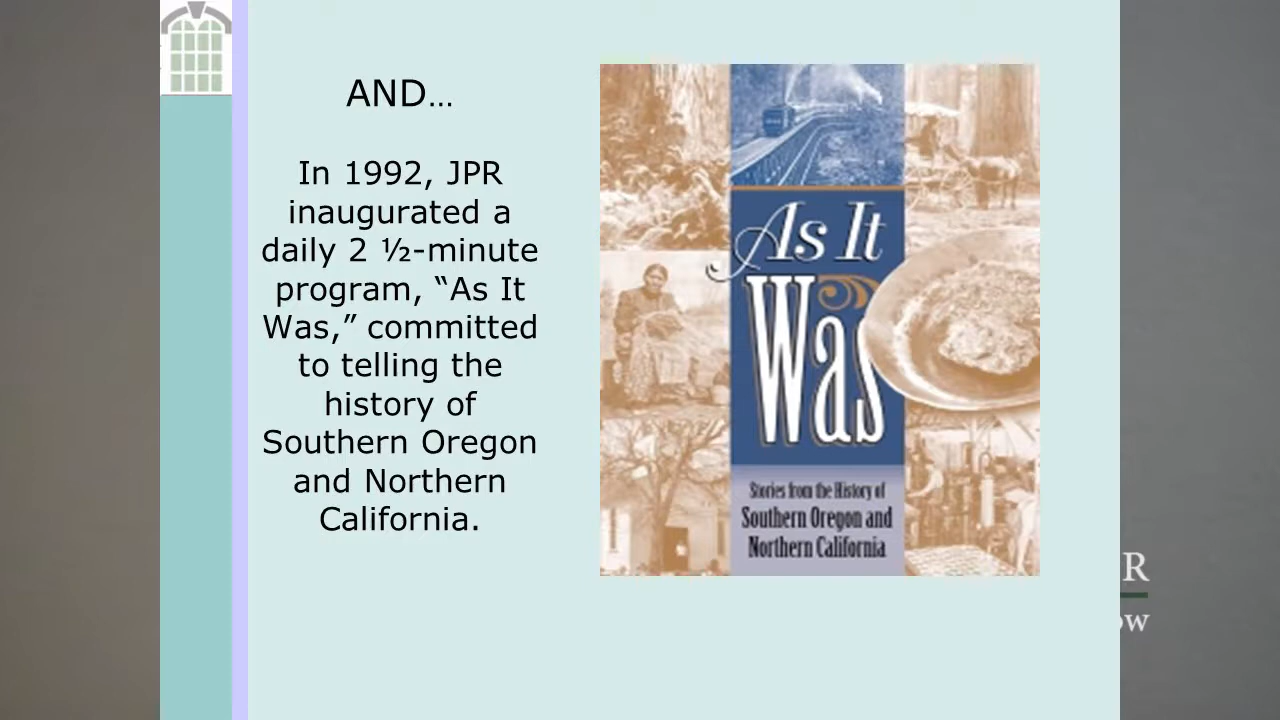 AND…
In 1992, JPR
inaugurated a
daily 2 ½-minute
program, “As It
Was,” committed
to telling the
history of
Southern Oregon
and Northern
California.
As It
Was
Stories from the History of
Southern Oregon and
Northern California
R
ow